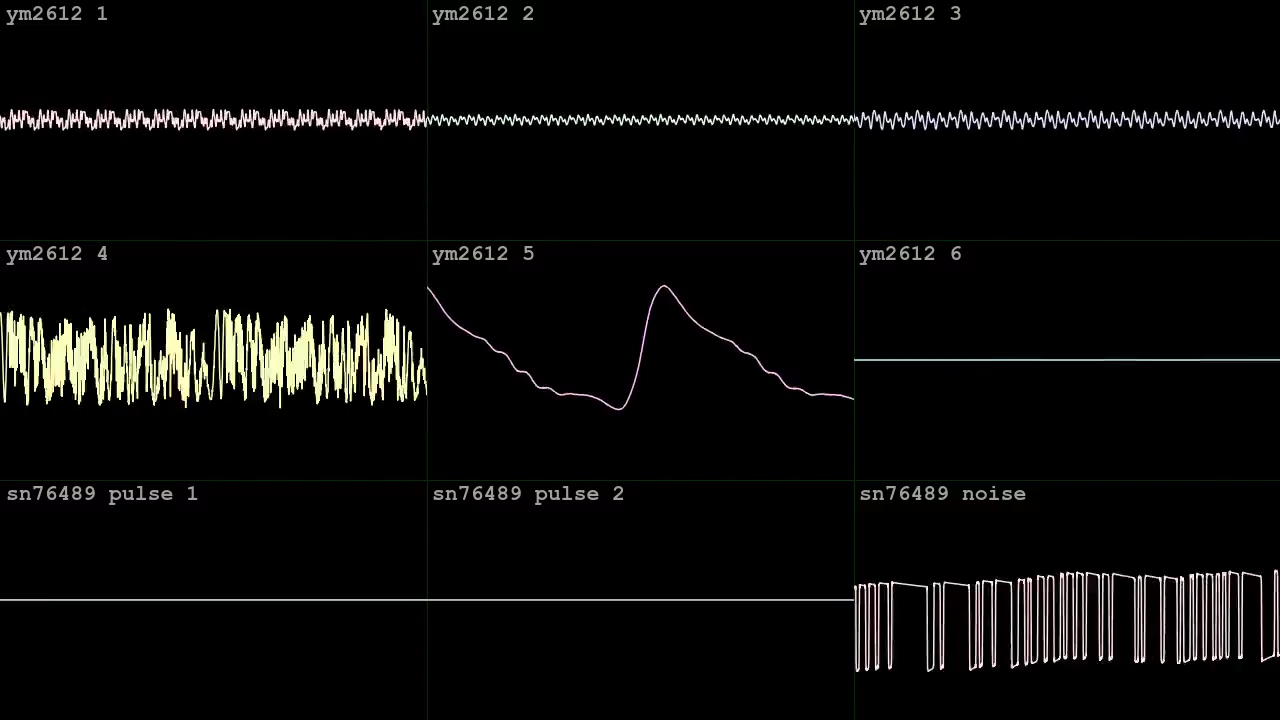 ym2612 1
ym2612 2
ym2612 3
ym2612 4
ym2612 5
ym2612 6
sn76489 pulse 1
sn76489 pulse 2
sn76489 noise